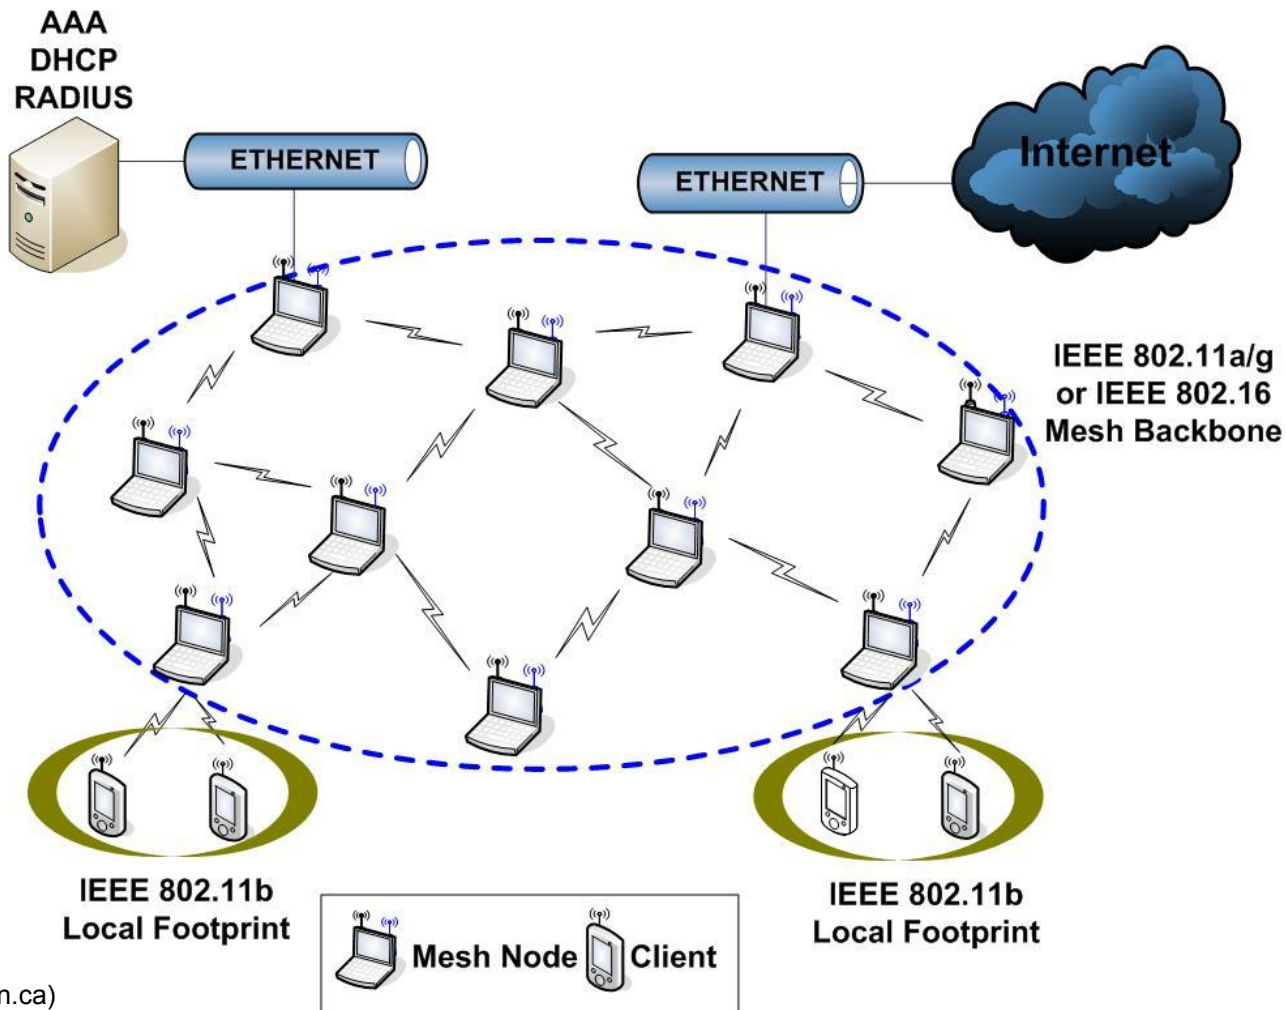 AAA
DHCP
RADIUS
ETHERNET
ETHERNET
Internet
IEEE 802.11a/g
or IEEE 802.16
Mesh Backbone
IEEE 802.11b
Local Footprint
IEEE 802.11b
Local Footprint
Mesh Node
Client
n.ca)